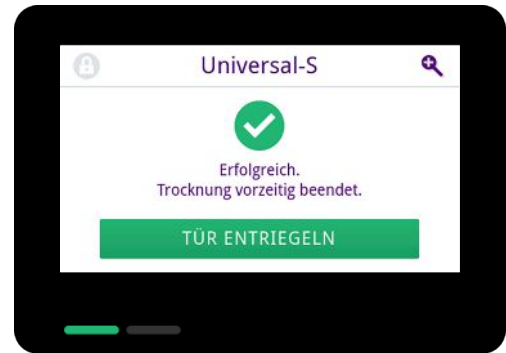 Universal-S
Erfolgreich.
Trocknung vorzeitig beendet.
TÜR ENTRIEGELN